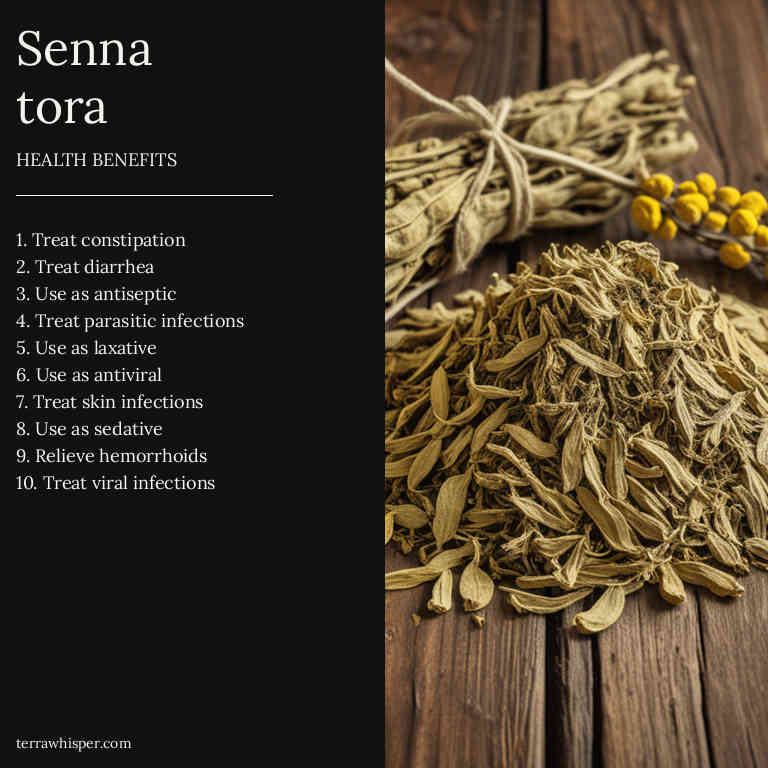 Senna
tora
HEALTH BENEFITS
1. Treat constipation
2. Treat diarrhea
3. Use as antiseptic
4. Treat parasitic infections
5. Use as laxative
6. Use as antiviral
7. Treat skin infections
8. Use as sedative
9. Relieve hemorrhoids
10. Treat viral infections
terrawhisper.com